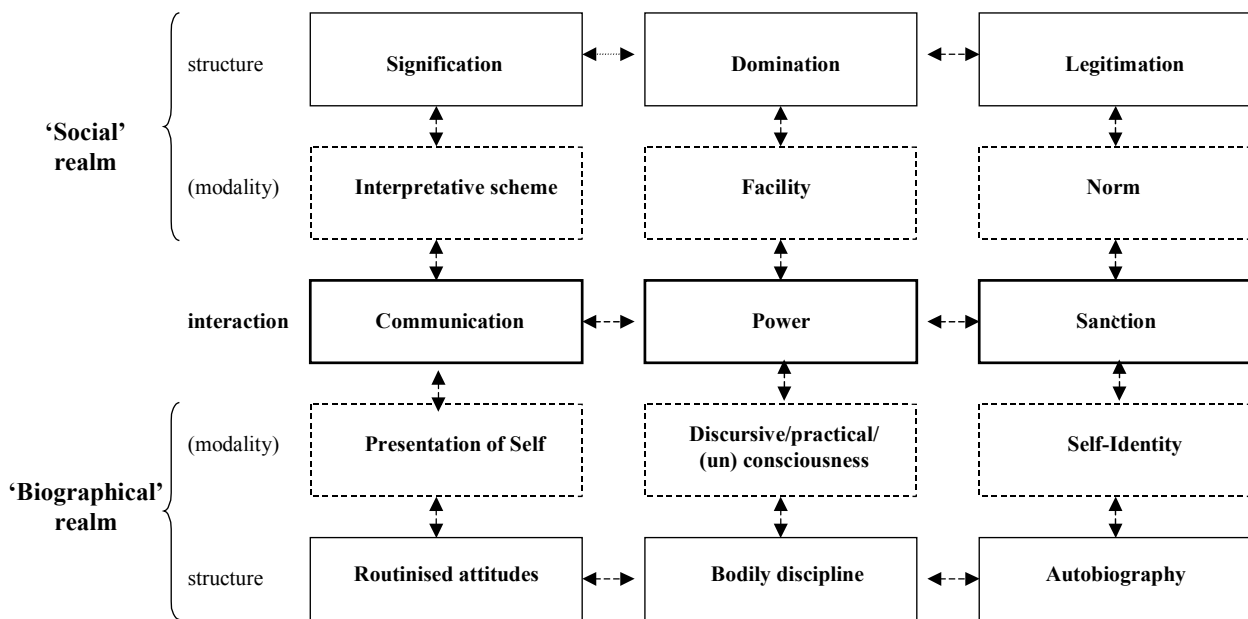 structure
Signification
Domination
Legitimation
‘Social’
realm
(modality)
Interpretative scheme
Facility
Norm
interaction
Communication
Power
Sanction
(modality)
Presentation of Self
Discursive/practical/
(un) consciousness
Self-Identity
‘Biographical’
realm
structure
Routinised attitudes
Bodily discipline
Autobiography